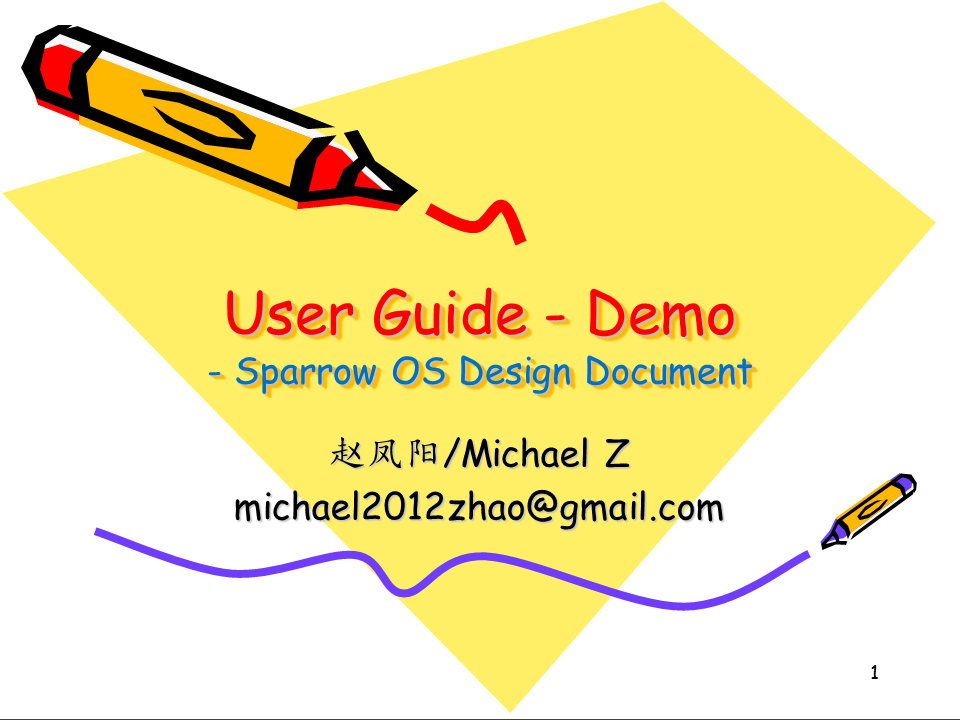 User Guide - Demo
- Sparrow OS Design Document
赵凤阳/Michael Z
michael2012zhao@gmail.com
1